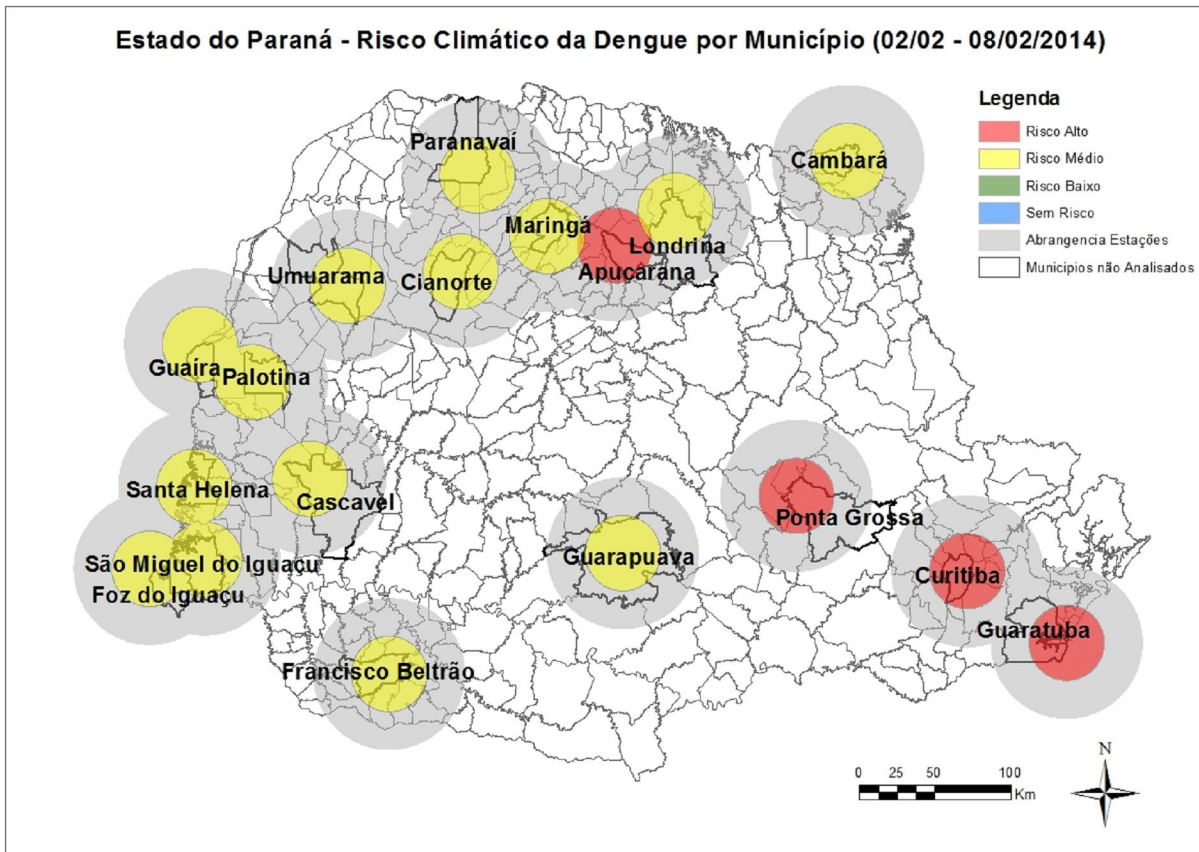 Estado do Paraná - Risco Climático da Dengue por Município (02/02 - 08/02/2014)
Legenda
Risco Alto
Risco Médio
Risco Baixo
Sem Risco
Abrangencia Estações
Municipios não Analisados
Paranavaí
Cambará
Maringá
Londrina
Apucarana
Umuarama
Cianorte
Guaíra
Palotina
Santa Helena
Cascavel
Ponta Grossa
São Miguel do Iguaçu
Guarapuava
Foz do Iguaçu
Curitiba
Guaratuba
Francisco Beltrão
N
0 25 50 100
Km